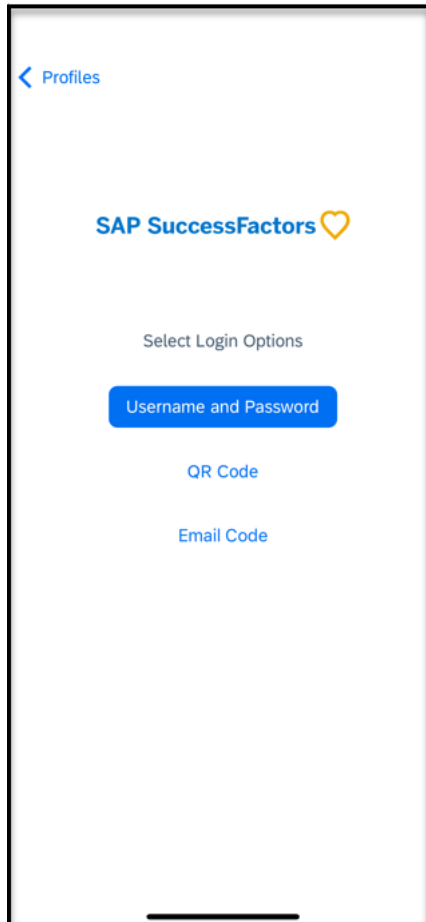 Profiles
SAP SuccessFactors
Select Login Options
Username and Password
QR Code
Email Code